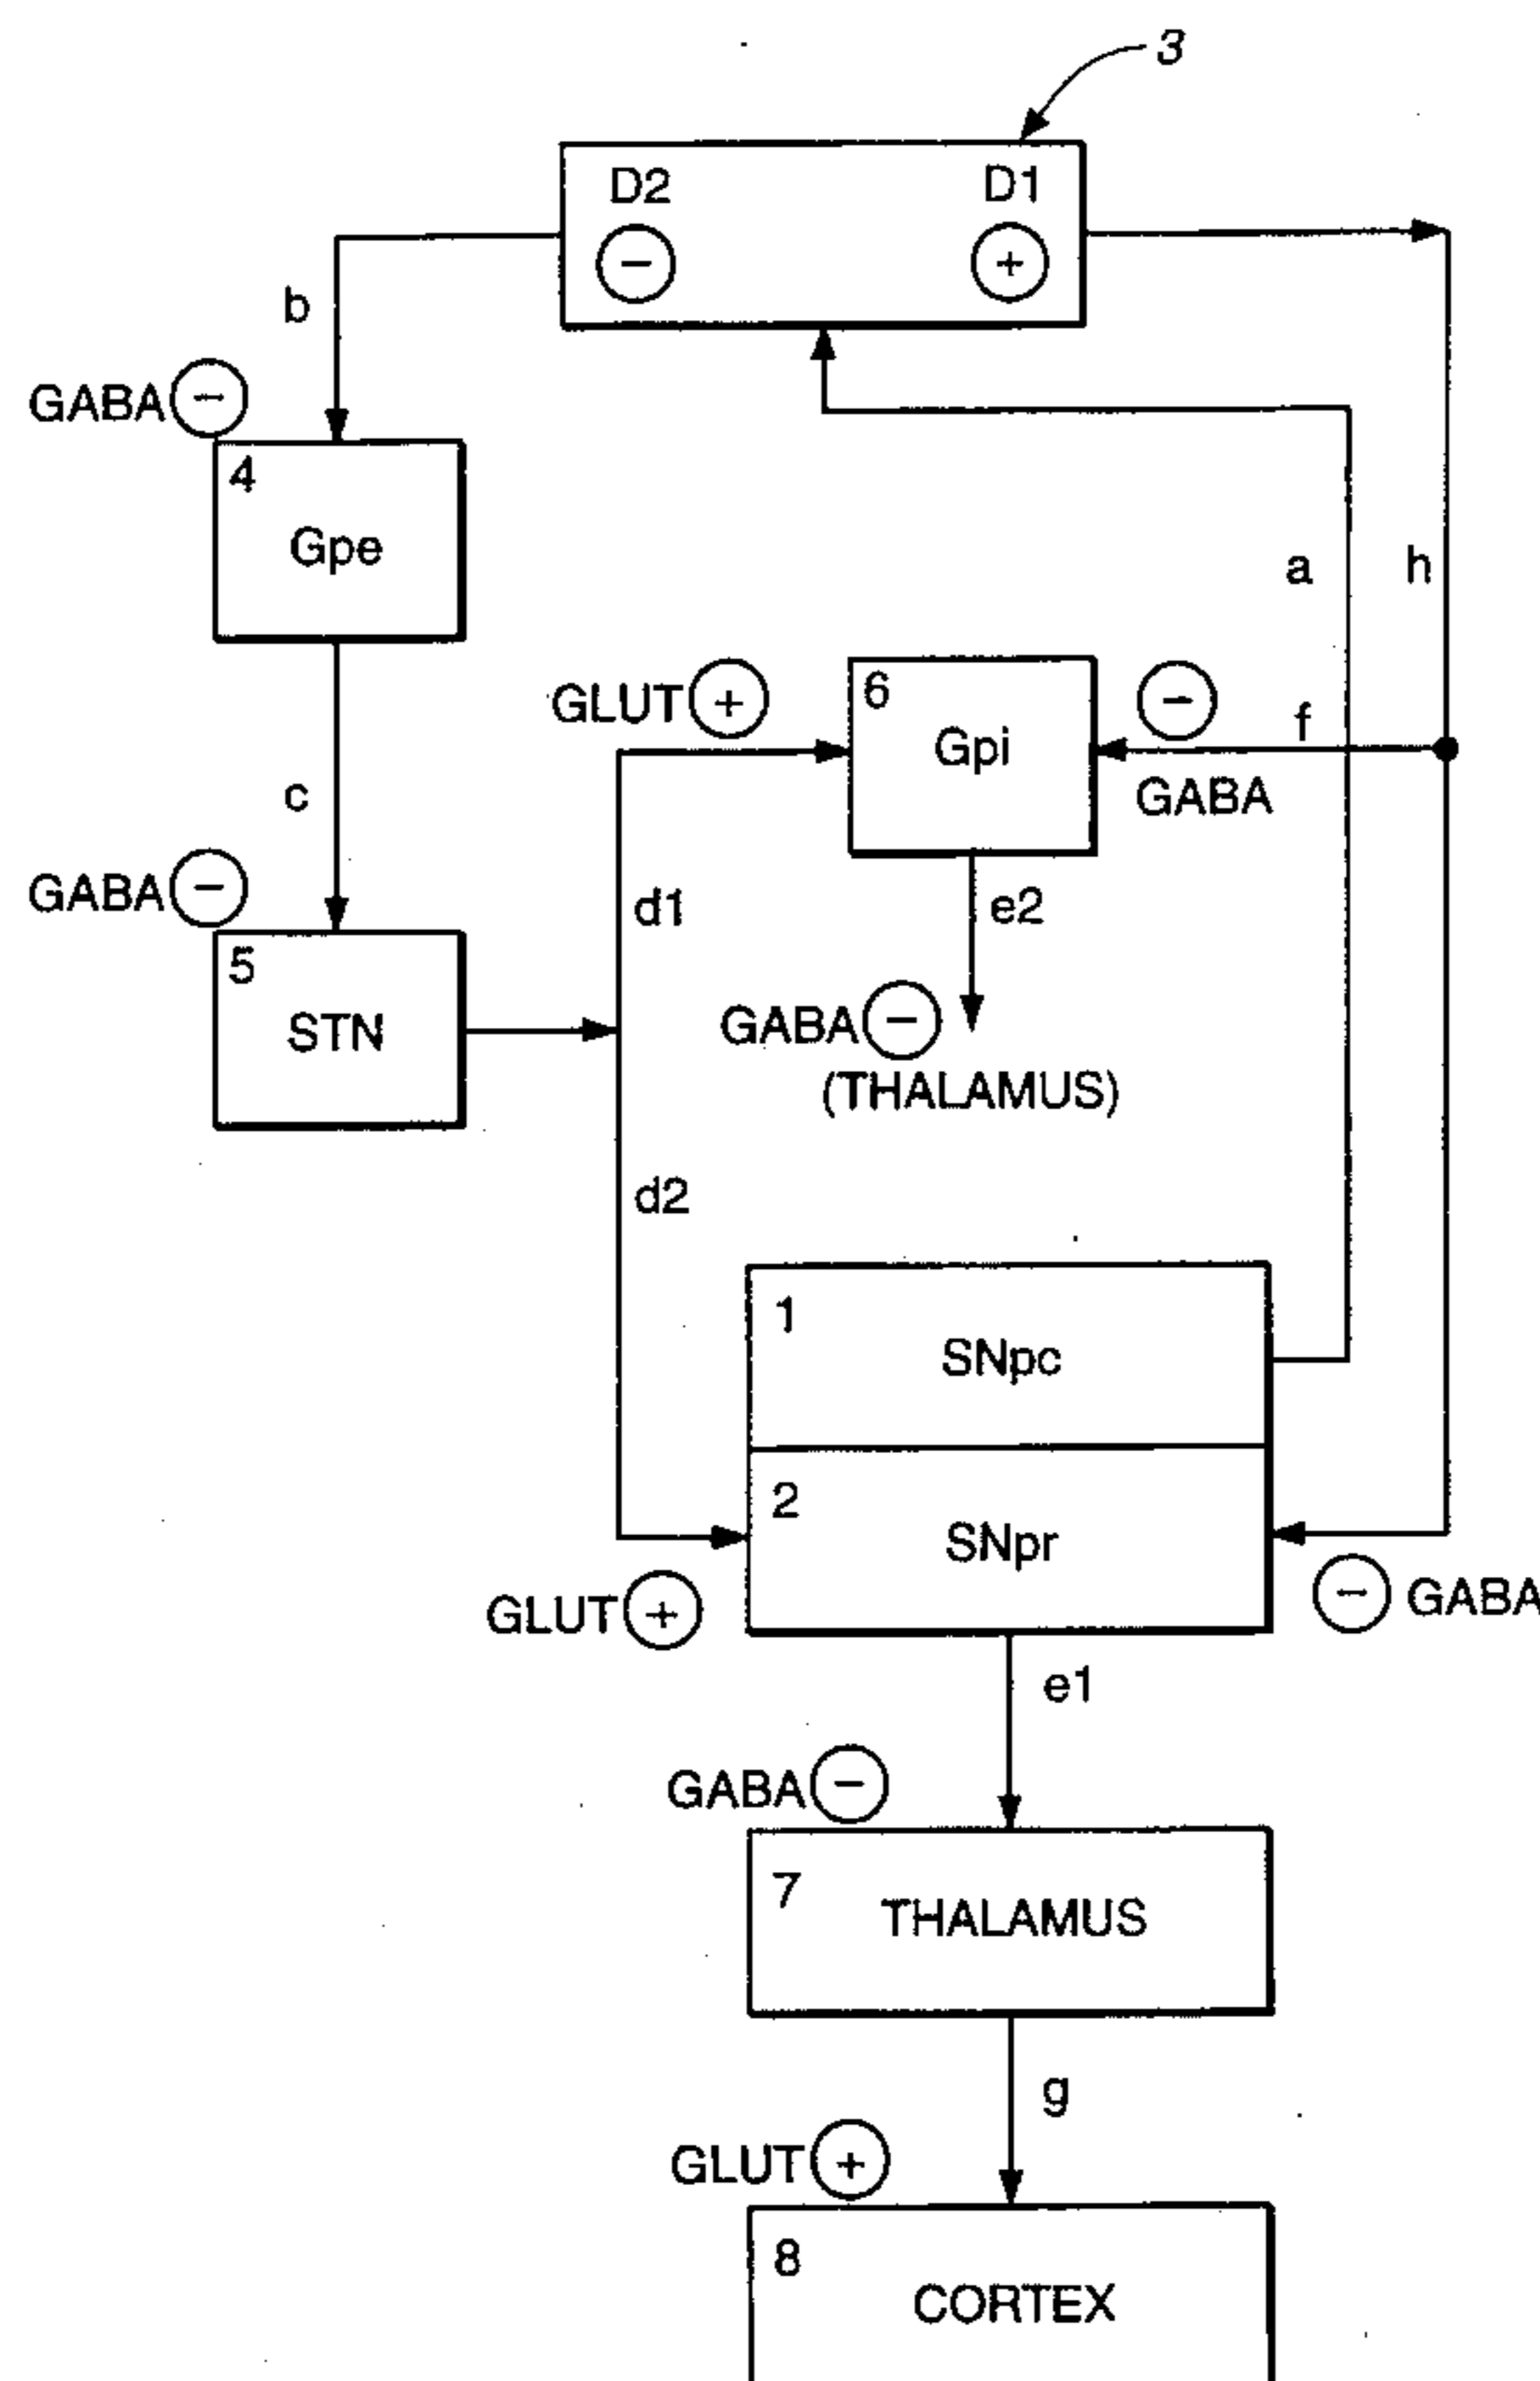 3
D2 D1
− +
b
GABA −
4
Gpe
a
h
GLUT +
6
Gpi
−
f
GABA
c
GABA −
d1
e2
5
STN
GABA −
(THALAMUS)
d2
1
SNpc
2
SNpr
GLUT +
− GABA
e1
GABA −
7
THALAMUS
g
GLUT +
8
CORTEX